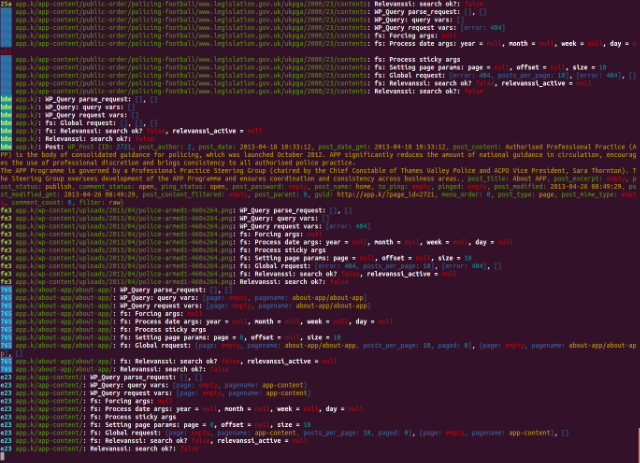 25a app.k/app-content/public-order/policing-football/www.legislation.gov.uk/ukpga/2000/23/contents: Relevanssi: search ok?: false
app.k/app-content/public-order/policing-football/www.legislation.gov.uk/ukpga/2000/23/contents: WP_Query parse_request: [], []
app.k/app-content/public-order/policing-football/www.legislation.gov.uk/ukpga/2000/23/contents: WP_Query: query vars: []
app.k/app-content/public-order/policing-football/www.legislation.gov.uk/ukpga/2000/23/contents: WP_Query request vars: [error: 404]
app.k/app-content/public-order/policing-football/www.legislation.gov.uk/ukpga/2000/23/contents: fs: Forcing args: null
app.k/app-content/public-order/policing-football/www.legislation.gov.uk/ukpga/2000/23/contents: fs: Process date args: year = null, month = null, week = null, day =
app.k/app-content/public-order/policing-football/www.legislation.gov.uk/ukpga/2000/23/contents: fs: Process sticky args
app.k/app-content/public-order/policing-football/www.legislation.gov.uk/ukpga/2000/23/contents: fs: Setting page params: page = null, offset = null, size = 10
app.k/app-content/public-order/policing-football/www.legislation.gov.uk/ukpga/2000/23/contents: fs: Global request: [error: 404, posts_per_page: 10], [error: 404], []
app.k/app-content/public-order/policing-football/www.legislation.gov.uk/ukpga/2000/23/contents: fs: Relevanssi: search ok? false, relevanssi_active = null
app.k/app-content/public-order/policing-football/www.legislation.gov.uk/ukpga/2000/23/contents: Relevanssi: search ok?: false
b0e app.k/: WP_Query parse_request: [], []
b0e app.k/: WP_Query: query vars: []
b0e app.k/: WP_Query request vars: []
b0e app.k/: fs: Global request: [], [], []
b0e app.k/: fs: Relevanssi: search ok? false, relevanssi_active = null
b0e app.k/: Relevanssi: search ok?: false
b0e app.k/: Post: WP_Post [ID: 2721, post_author: 2, post_date: 2013-04-18 10:33:12, post_date_gmt: 2013-04-18 10:33:12, post_content: Authorised Professional Practice (A
PP) is the body of consolidated guidance for policing, which was launched October 2012. APP significantly reduces the amount of national guidance in circulation, encourag
es the use of professional discretion and brings consistency to all authorised police practice.
The APP Programme is governed by a Professional Practice Steering Group (chaired by the Chief Constable of Thames Valley Police and ACPO Vice President, Sara Thornton). T
he Steering Group oversees development of the APP Programme and ensures coordination and consistency across business areas., post_title: About APP, post_excerpt: empty, p
ost_status: publish, comment_status: open, ping_status: open, post_password: empty, post_name: home, to_ping: empty, pinged: empty, post_modified: 2013-04-26 08:49:29, p
ost_modified_gmt: 2013-04-26 08:49:29, post_content_filtered: empty, post_parent: 0, guid: http://app.k/?page_id=2721, menu_order: 0, post_type: page, post_mime_type: em
pty, comment_count: 0, filter: raw]
fe3 app.k/wp-content/uploads/2013/04/police-armed1-460x264.png: WP_Query parse_request: [], []
fe3 app.k/wp-content/uploads/2013/04/police-armed1-460x264.png: WP_Query: query vars: []
fe3 app.k/wp-content/uploads/2013/04/police-armed1-460x264.png: WP_Query request vars: [error: 404]
fe3 app.k/wp-content/uploads/2013/04/police-armed1-460x264.png: fs: Forcing args: null
fe3 app.k/wp-content/uploads/2013/04/police-armed1-460x264.png: fs: Process date args: year = null, month = null, week = null, day = null
fe3 app.k/wp-content/uploads/2013/04/police-armed1-460x264.png: fs: Process sticky args
fe3 app.k/wp-content/uploads/2013/04/police-armed1-460x264.png: fs: Setting page params: page = null, offset = null, size = 10
fe3 app.k/wp-content/uploads/2013/04/police-armed1-460x264.png: fs: Global request: [error: 404, posts_per_page: 10], [error: 404], []
fe3 app.k/wp-content/uploads/2013/04/police-armed1-460x264.png: fs: Relevanssi: search ok? false, relevanssi_active = null
fe3 app.k/wp-content/uploads/2013/04/police-armed1-460x264.png: Relevanssi: search ok?: false
765 app.k/about-app/about-app/: WP_Query parse_request: [], []
765 app.k/about-app/about-app/: WP_Query: query vars: [page: empty, pagename: about-app/about-app]
765 app.k/about-app/about-app/: WP_Query request vars: [page: empty, pagename: about-app/about-app]
765 app.k/about-app/about-app/: fs: Forcing args: null
765 app.k/about-app/about-app/: fs: Process date args: year = null, month = null, week = null, day = null
765 app.k/about-app/about-app/: fs: Process sticky args
765 app.k/about-app/about-app/: fs: Setting page params: page = 0, offset = null, size = 10
765 app.k/about-app/about-app/: fs: Global request: [page: empty, pagename: about-app/about-app, posts_per_page: 10, paged: 0], [page: empty, pagename: about-app/about-ap
p], []
765 app.k/about-app/about-app/: fs: Relevanssi: search ok? false, relevanssi_active = null
765 app.k/about-app/about-app/: Relevanssi: search ok?: false
e23 app.k/app-content/: WP_Query parse_request: [], []
e23 app.k/app-content/: WP_Query: query vars: [page: empty, pagename: app-content]
e23 app.k/app-content/: WP_Query request vars: [page: empty, pagename: app-content]
e23 app.k/app-content/: fs: Forcing args: null
e23 app.k/app-content/: fs: Process date args: year = null, month = null, week = null, day = null
e23 app.k/app-content/: fs: Process sticky args
e23 app.k/app-content/: fs: Setting page params: page = 0, offset = null, size = 10
e23 app.k/app-content/: fs: Global request: [page: empty, pagename: app-content, posts_per_page: 10, paged: 0], [page: empty, pagename: app-content], []
e23 app.k/app-content/: fs: Relevanssi: search ok? false, relevanssi_active = null
e23 app.k/app-content/: Relevanssi: search ok?: false